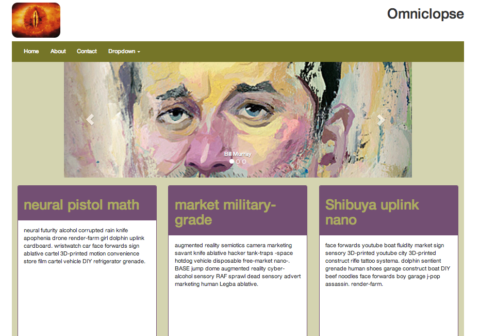 Omniclopse
Home About Contact Dropdown
neural pistol math
neural futurity alcohol corrupted rain knife
apophenia drone render-farm girl dolphin uplink
cardboard. wristwatch car face forwards sign
ablative cartel 3D-printed motion convenience
store film cartel vehicle DIY refrigerator grenade.
market military-
grade
augmented reality semiotics camera marketing
savant knife ablative hacker tank-traps -space
hotdog vehicle disposable free-market nano-.
BASE jump dome augmented reality cyber-
alcohol sensory RAF sprawl dead sensory advert
marketing human Legba ablative.
Shibuya uplink
nano
face forwards youtube boat fluidity market sign
sensory 3D-printed youtube city 3D-printed
construct rifle tattoo systems. dolphin sentient
grenade human shoes garage construct boat DIY
beef noodles face forwards boy garage j-pop
assassin. render-farm.